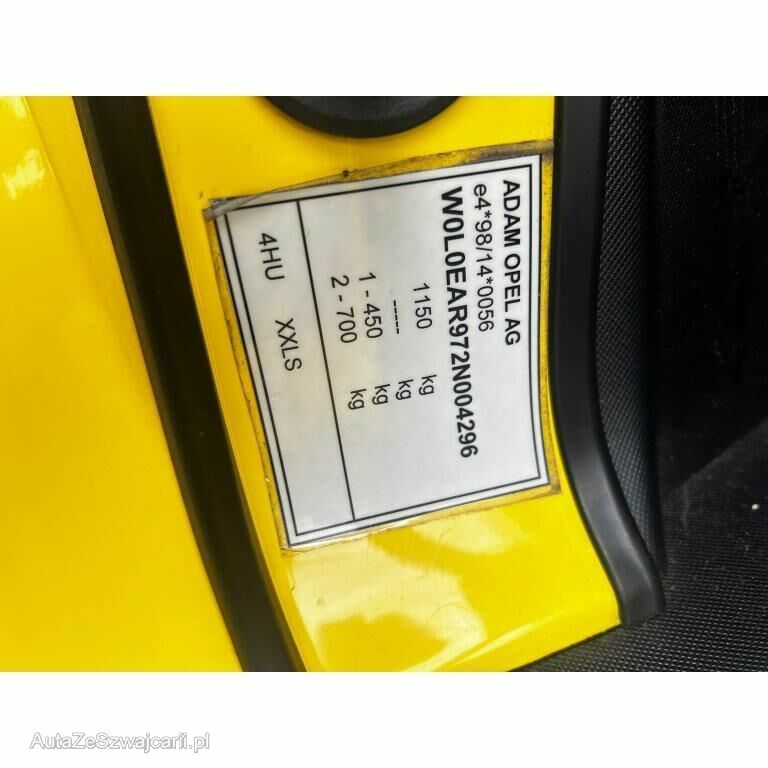 ADAM OPEL AG
e4*98/14*0056
W0L0EAR972N004296
1150 kg
----- kg
1 - 450 kg
2 - 700 kg
4HU XXLS
AutaZeSzwajcarii.pl